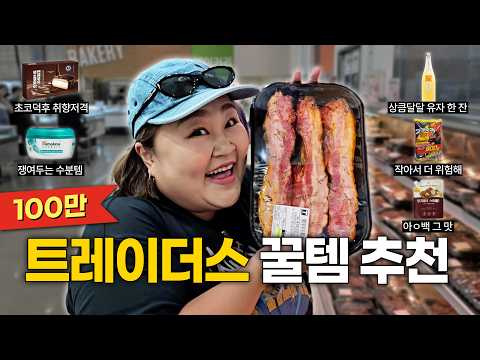 BAKERY
초코덕후 취향저격
Himalaya
쟁여두는 수분템
상큼달달 유자 한 잔
작아서 더 위험해
아ㅇ백 그 맛
100만
트레이더스 꿀템 추천